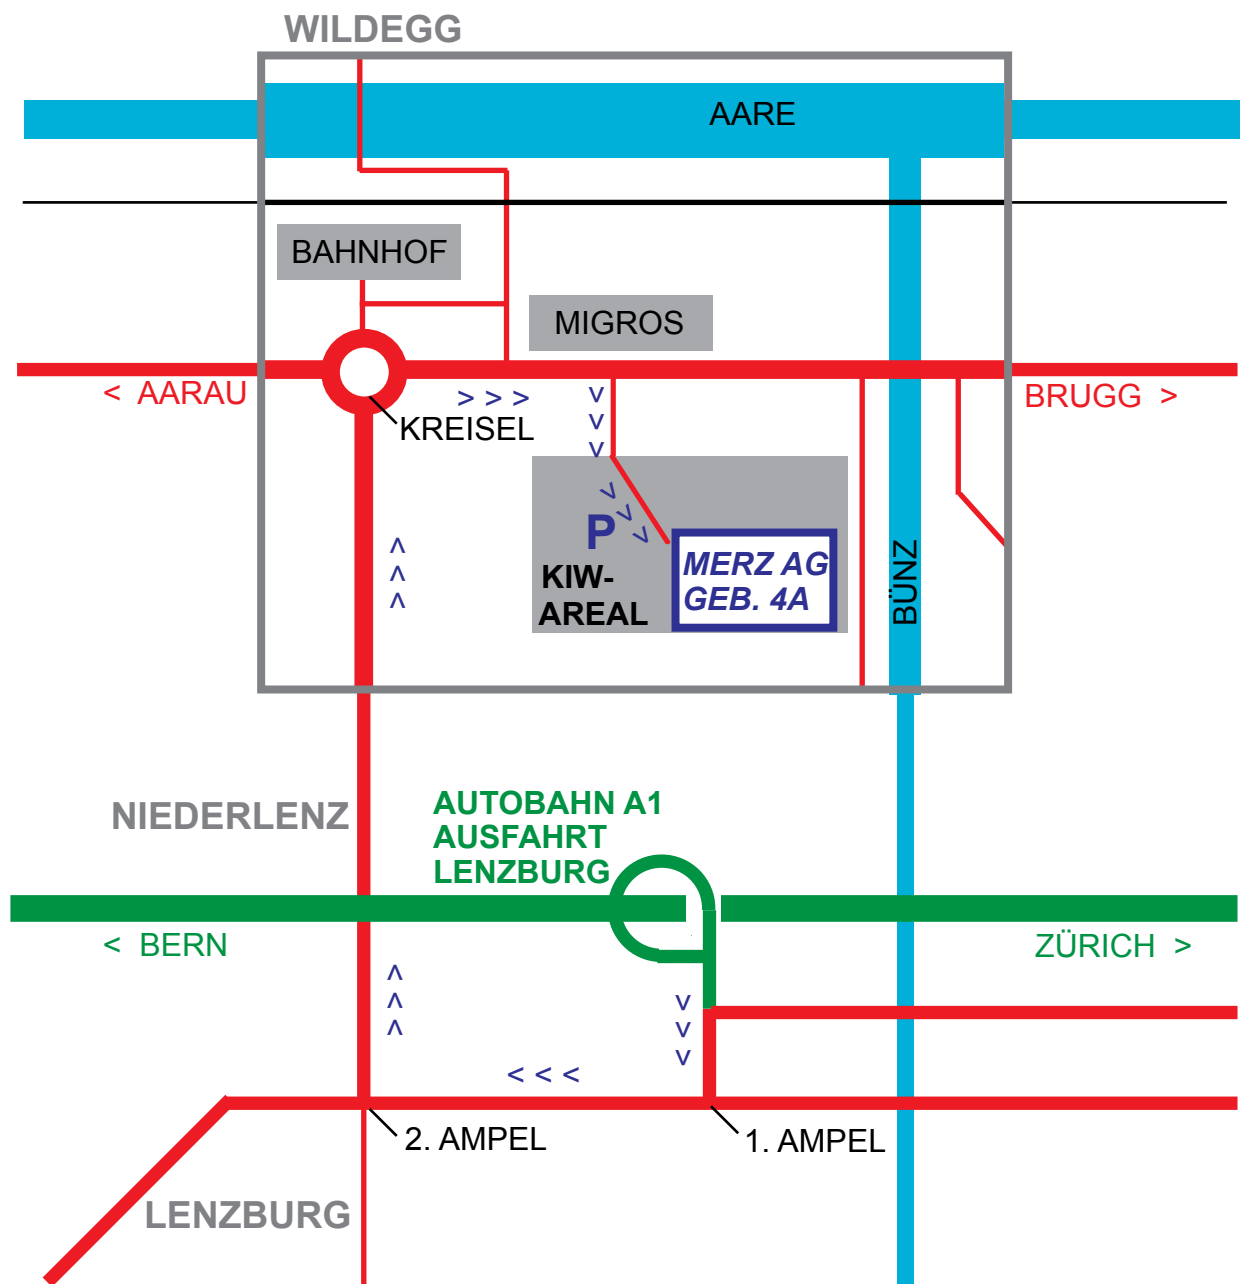 WILDEGG
AARE
BAHNHOF
MIGROS
< AARAU
> > >
BRUGG >
KREISEL
P
KIW-
AREAL
MERZ AG
GEB. 4A
BÜNZ
NIEDERLENZ
AUTOBAHN A1
AUSFAHRT
LENZBURG
< BERN
ZÜRICH >
< < <
2. AMPEL
1. AMPEL
LENZBURG